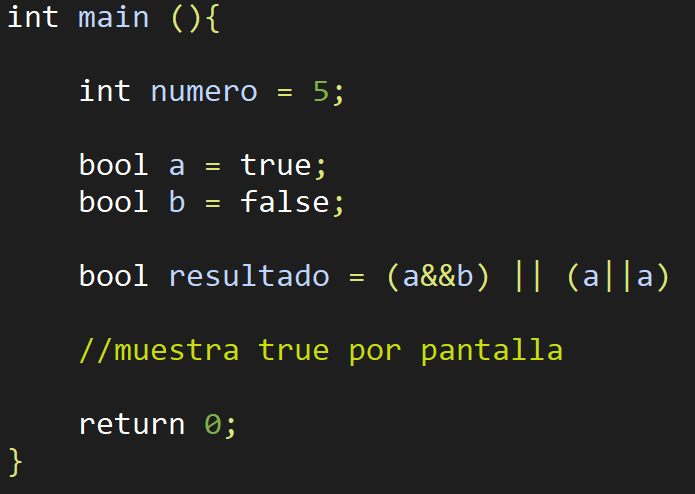 int main (){
int numero = 5;
bool a = true;
bool b = false;
bool resultado = (a&&b) || (a||a)
//muestra true por pantalla
return 0;
}